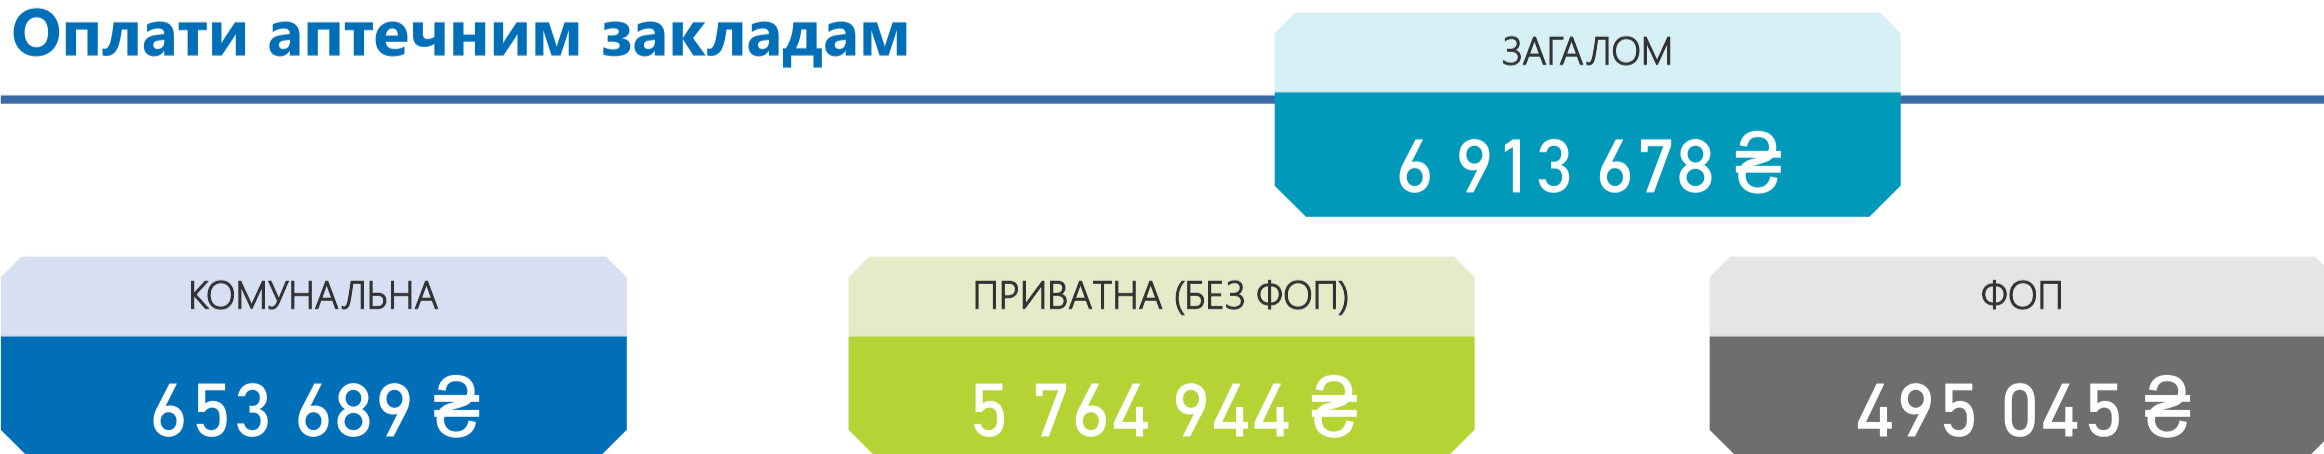 Оплати аптечним закладам
ЗАГАЛОМ
6 913 678 ₴
КОМУНАЛЬНА
653 689 ₴
ПРИВАТНА (БЕЗ ФОП)
5 764 944 ₴
ФОП
495 045 ₴